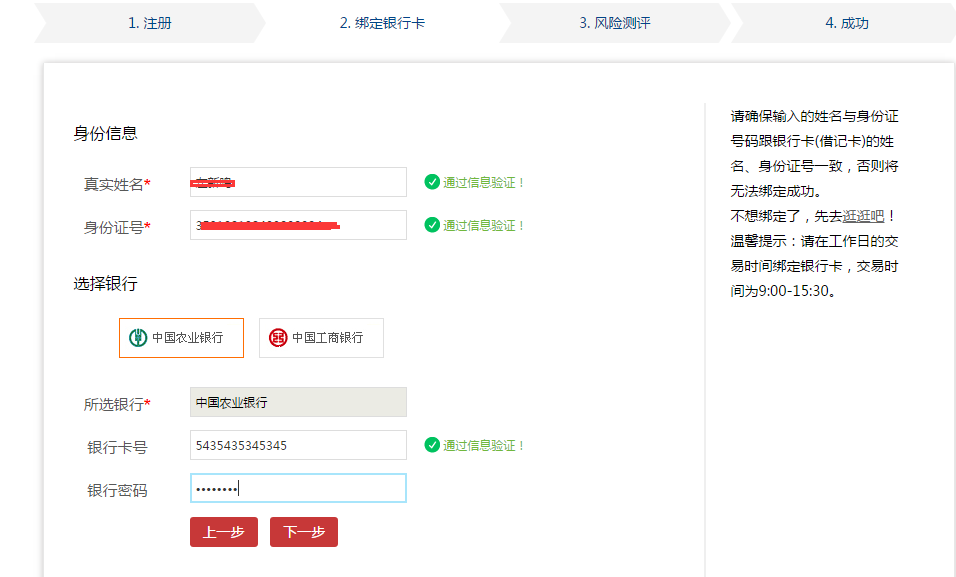 1. 注册
2. 绑定银行卡
3. 风险测评
4. 成功
身份信息
真实姓名*
通过信息验证！
身份证号*
通过信息验证！
选择银行
中国农业银行
中国工商银行
所选银行*
中国农业银行
银行卡号
5435435345345
通过信息验证！
银行密码
••••••••
上一步
下一步
请确保输入的姓名与身份证
号码跟银行卡(借记卡)的姓
名、身份证号一致，否则将
无法绑定成功。
不想绑定了，先去逛逛吧！
温馨提示：请在工作日的交
易时间绑定银行卡，交易时
间为9:00-15:30。